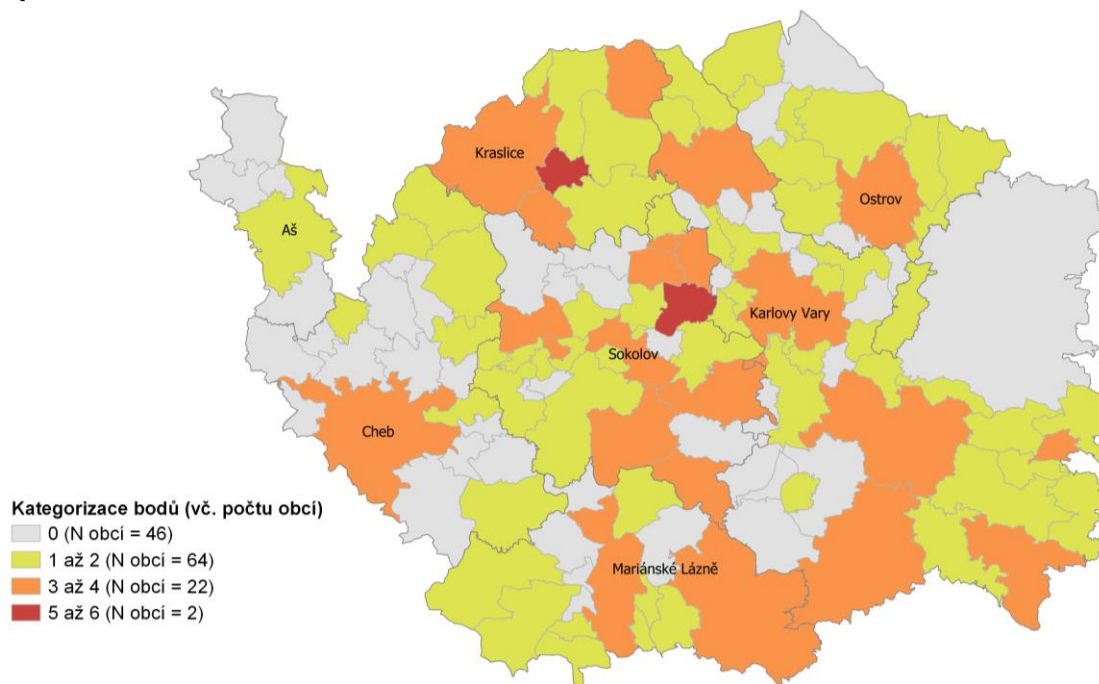 Kraslice
Ostrov
Aš
Karlovy Vary
Sokolov
Cheb
Mariánské Lázně
Kategorizace bodů (vč. počtu obcí)
0 (N obcí = 46)
1 až 2 (N obcí = 64)
3 až 4 (N obcí = 22)
5 až 6 (N obcí = 2)